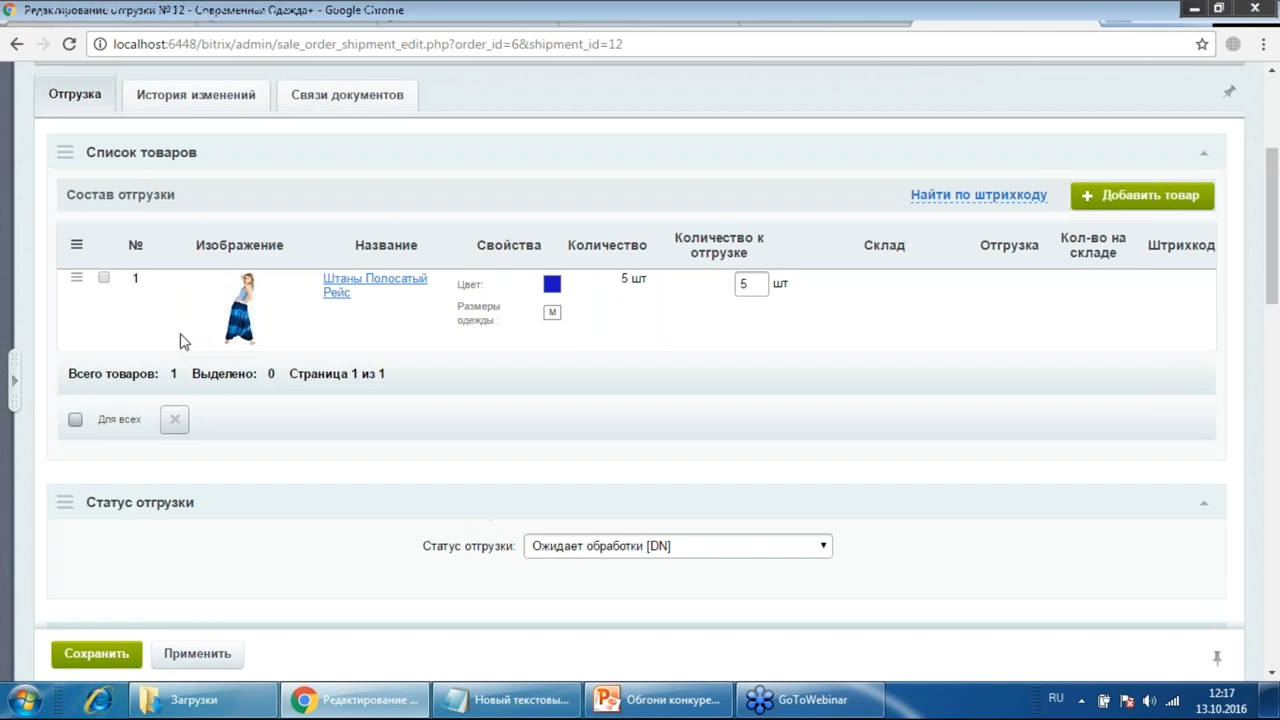 Редактирование отгрузки №12 - Современная Одежда+ - Google Chrome
localhost:6448/bitrix/admin/sale_order_shipment_edit.php?order_id=6&shipment_id=12
Отгрузка История изменений Связи документов
Список товаров
Состав отгрузки Найти по штрихкоду + Добавить товар
№ Изображение Название Свойства Количество Количество к отгрузке Склад Отгрузка Кол-во на складе Штрихкод
1 Штаны Полосатый Рейс Цвет: 5 шт 5 шт
Размеры одежды : M
Всего товаров: 1 Выделено: 0 Страница 1 из 1
Для всех
Статус отгрузки
Статус отгрузки: Ожидает обработки [DN]
Сохранить Применить
Загрузки Редактирование ... Новый текстовы... Обгони конкуре... GoToWebinar RU 12:17
13.10.2016